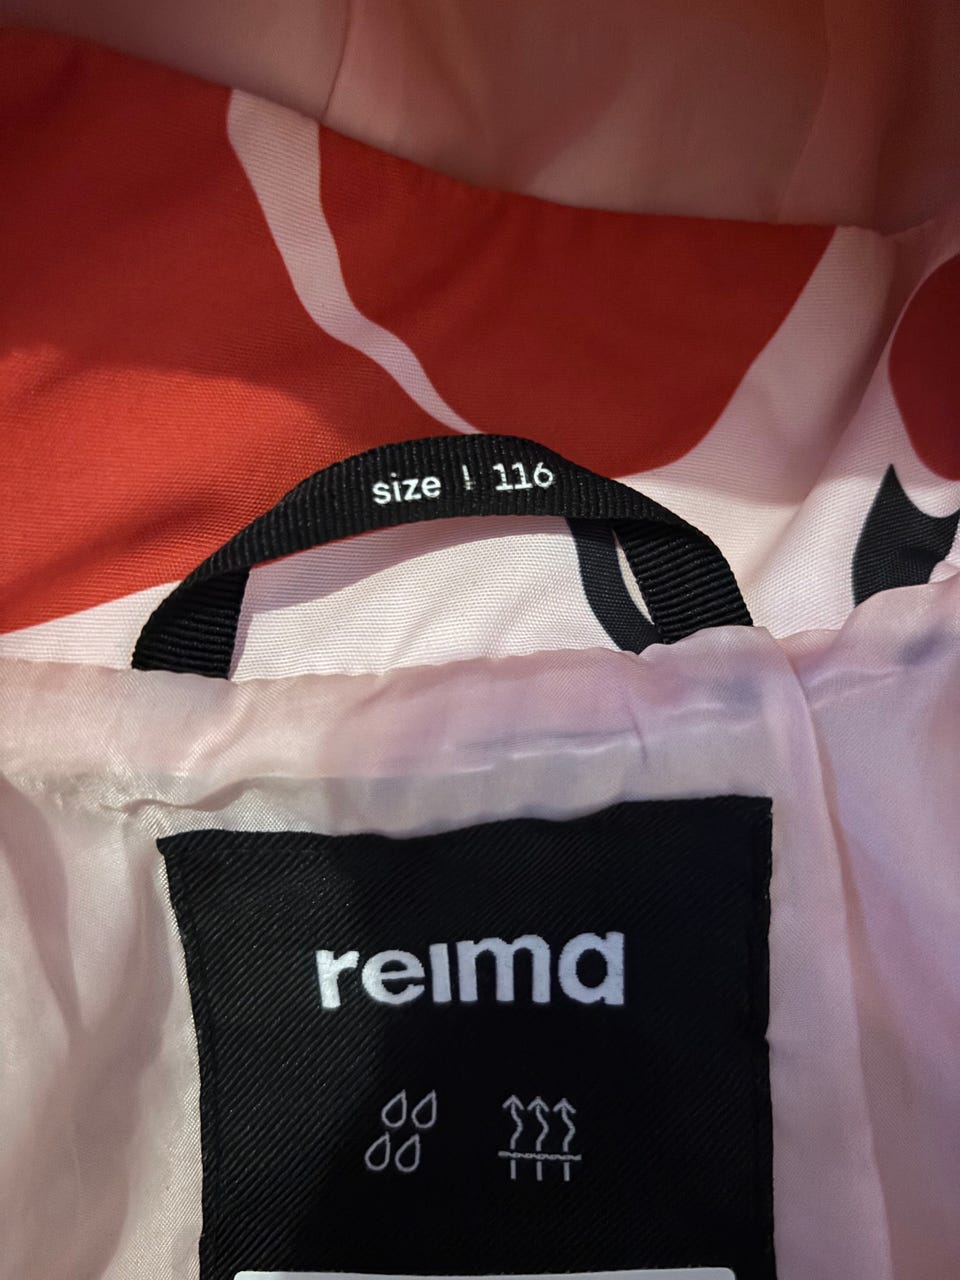 size | 116
reima